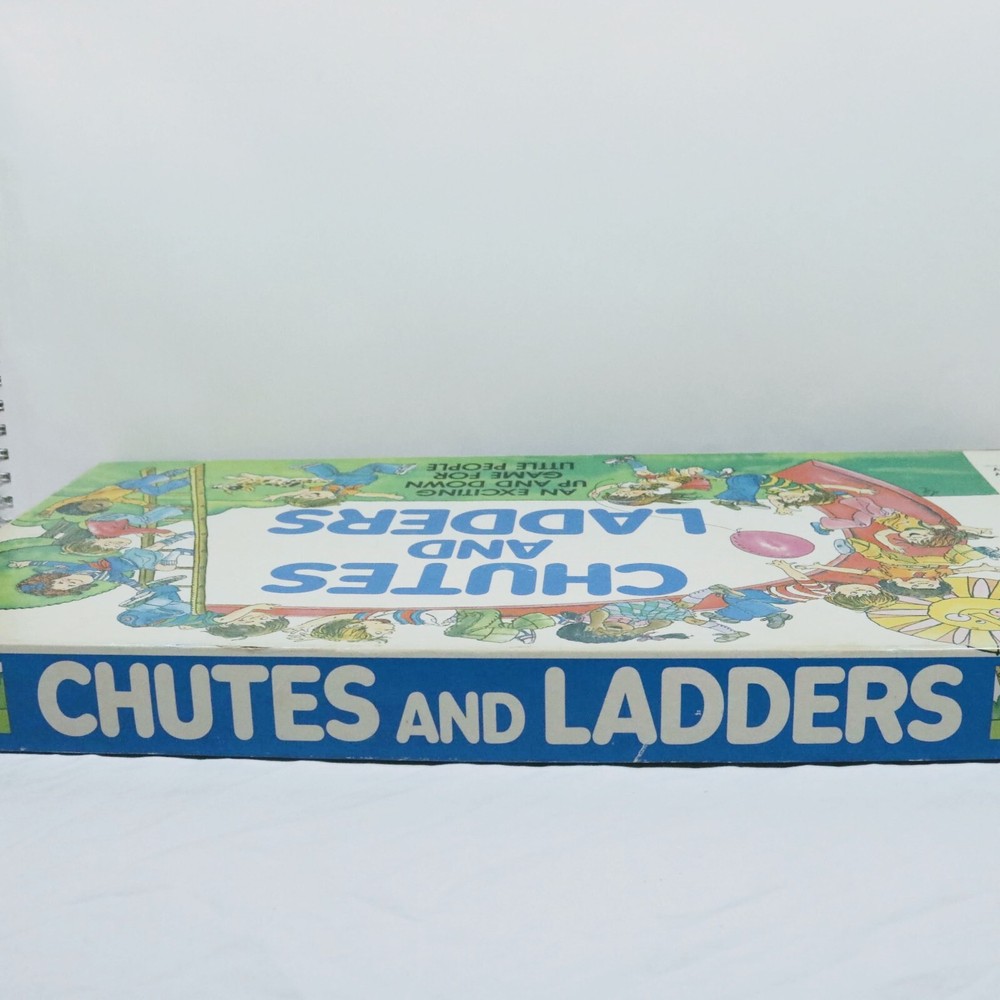 AN EXCITING
UP AND DOWN
GAME FOR
LITTLE PEOPLE
CHUTES
AND
LADDERS
CHUTES AND LADDERS